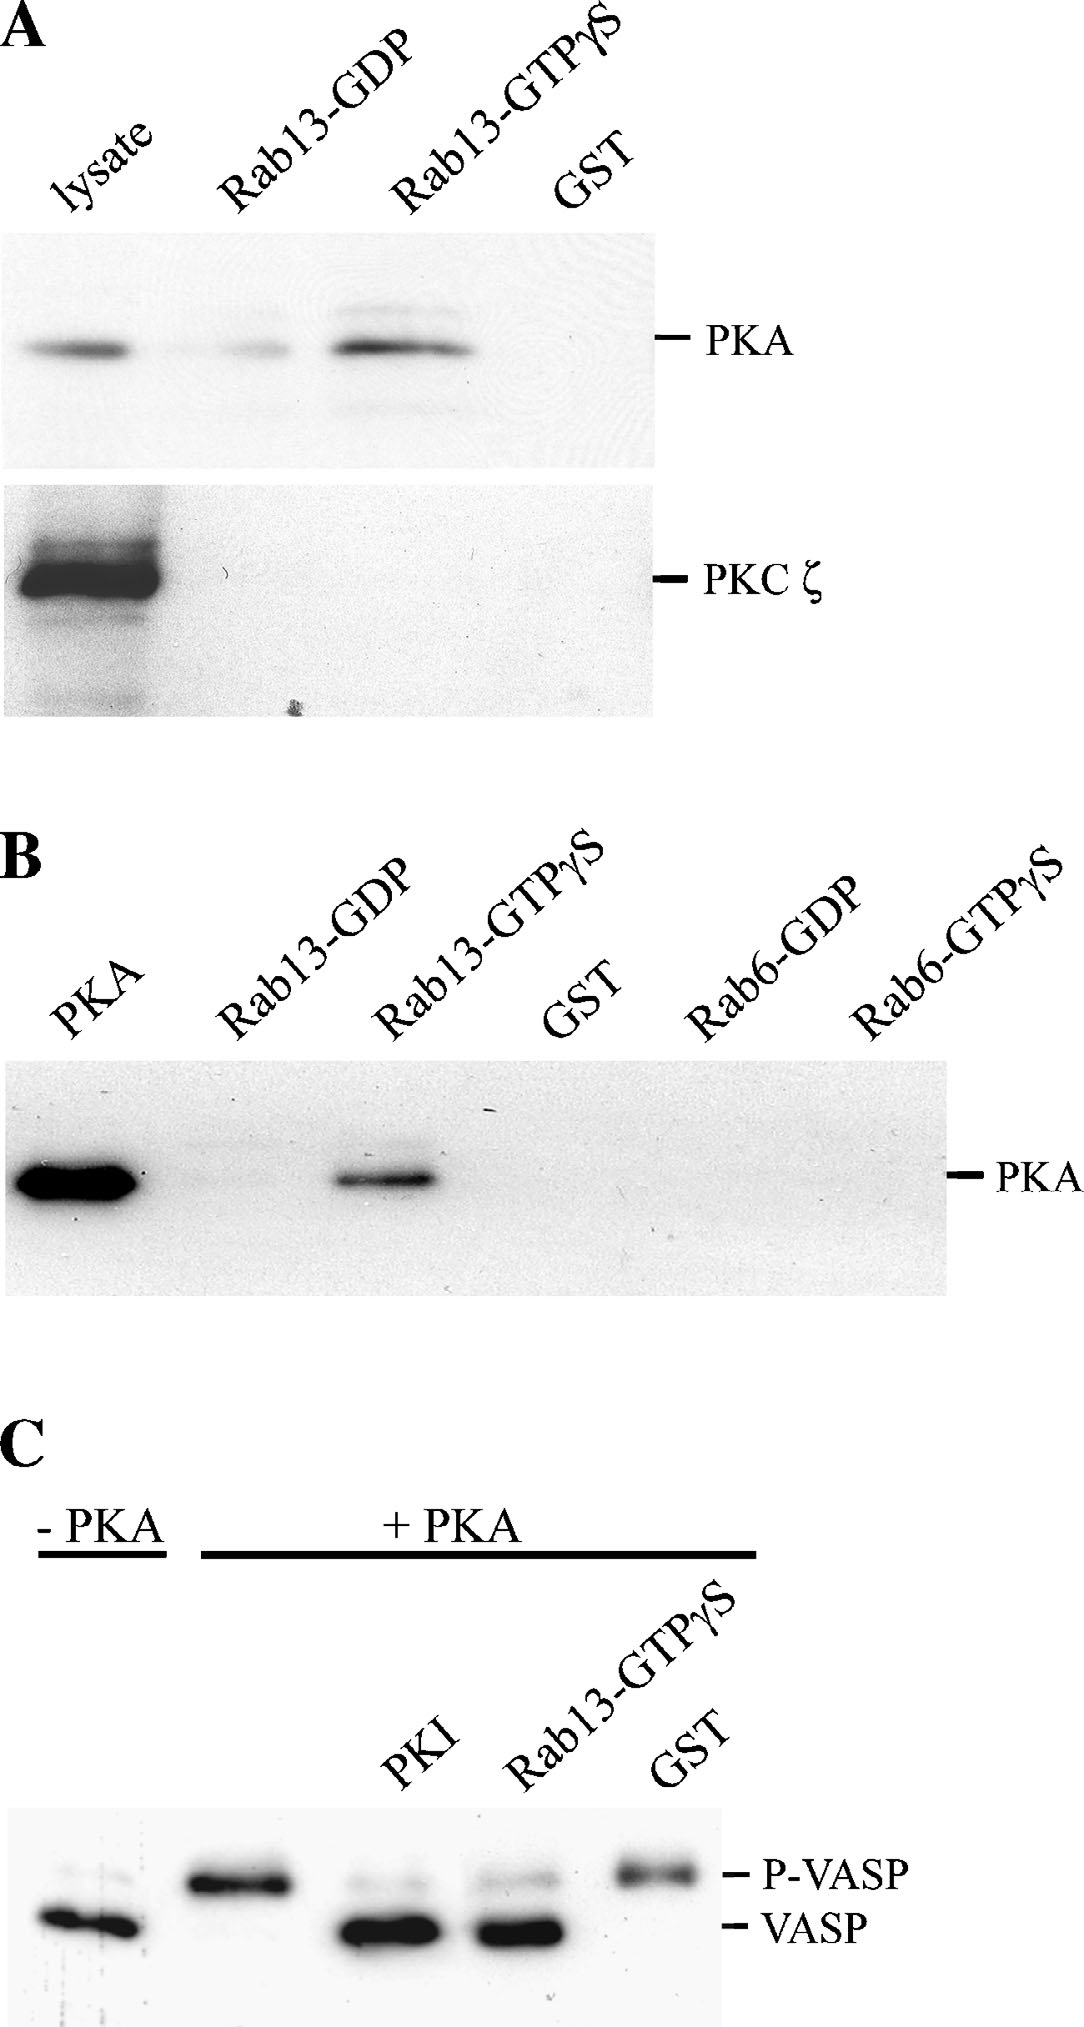 A
lysate
Rab13-GDP
Rab13-GTPγS
GST
PKA
PKC ζ
B
PKA
Rab13-GDP
Rab13-GTPγS
GST
Rab6-GDP
Rab6-GTPγS
PKA
C
- PKA
+ PKA
PKI
Rab13-GTPγS
GST
P-VASP
VASP